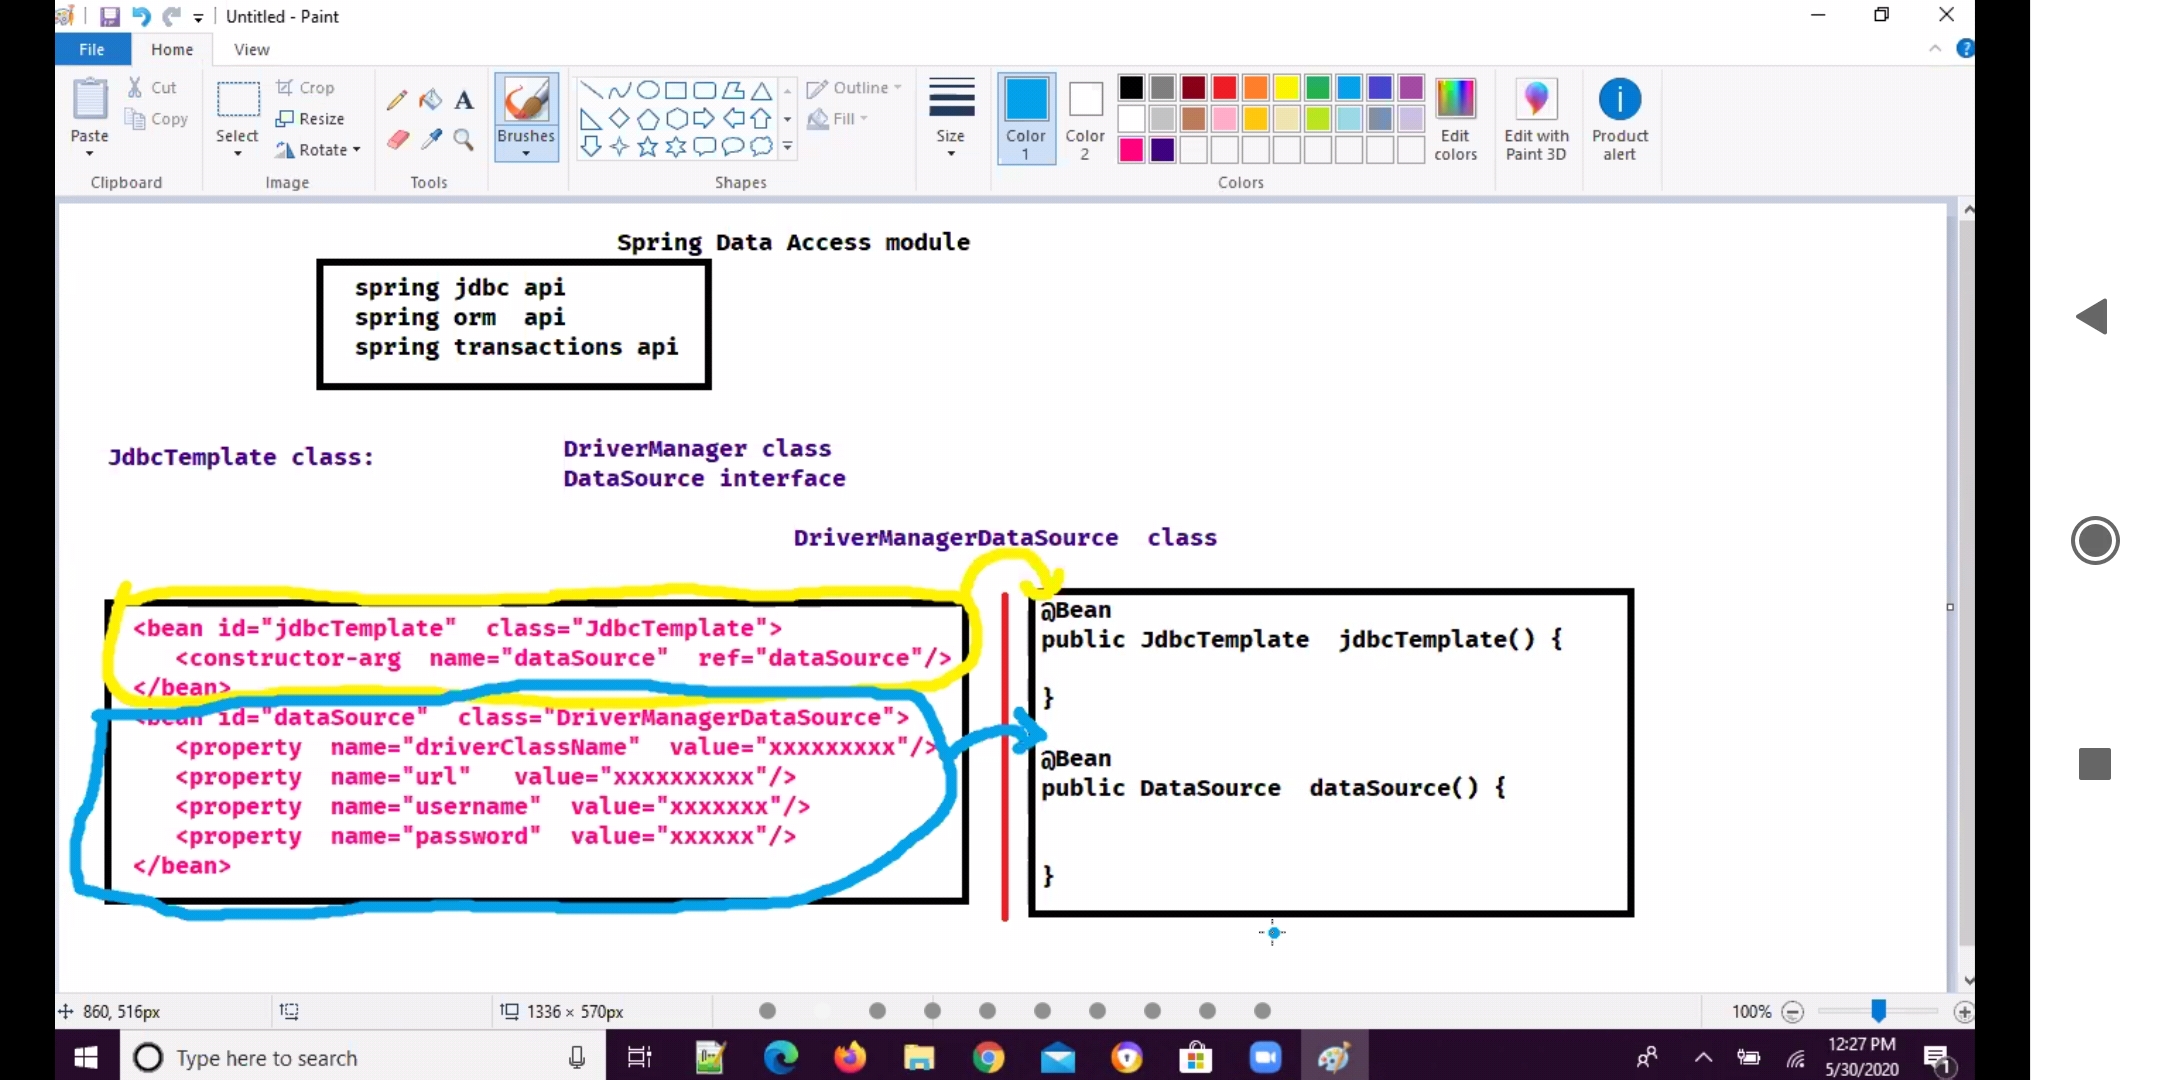 Untitled - Paint
File Home View
Paste
Cut
Copy
Clipboard
Select
Crop
Resize
Rotate
Image
Tools
Brushes
Shapes
Outline
Fill
Size
Color 1
Color 2
Colors
Edit colors
Edit with Paint 3D
Product alert
Spring Data Access module
spring jdbc api
spring orm  api
spring transactions api
JdbcTemplate class:
DriverManager class
DataSource interface
DriverManagerDataSource  class
<bean id="jdbcTemplate"  class="JdbcTemplate">
<constructor-arg  name="dataSource"  ref="dataSource"/>
</bean>
<bean id="dataSource"  class="DriverManagerDataSource">
<property  name="driverClassName"  value="xxxxxxxxx"/>
<property  name="url"   value="xxxxxxxxxx"/>
<property  name="username"  value="xxxxxxx"/>
<property  name="password"  value="xxxxxx"/>
</bean>
@Bean
public JdbcTemplate  jdbcTemplate() {
}
@Bean
public DataSource  dataSource() {
}
860, 516px
1336 × 570px
100%
Type here to search
12:27 PM
5/30/2020
1